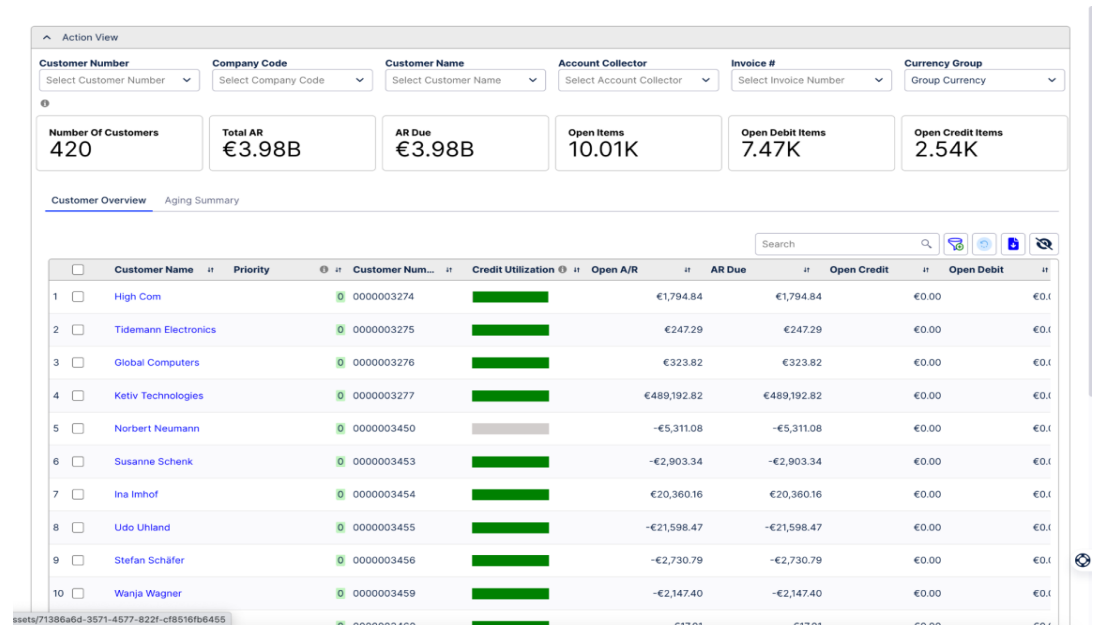 Action View
Customer Number Company Code Customer Name Account Collector Invoice # Currency Group
Select Customer Number Select Company Code Select Customer Name Select Account Collector Select Invoice Number Group Currency
Number Of Customers Total AR AR Due Open Items Open Debit Items Open Credit Items
420 €3.98B €3.98B 10.01K 7.47K 2.54K
Customer Overview Aging Summary
Search
Customer Name Priority Customer Num... Credit Utilization Open A/R AR Due Open Credit Open Debit
1 High Com 0 0000003274 €1,794.84 €1,794.84 €0.00 €0.(
2 Tidemann Electronics 0 0000003275 €247.29 €247.29 €0.00 €0.(
3 Global Computers 0 0000003276 €323.82 €323.82 €0.00 €0.(
4 Ketiv Technologies 0 0000003277 €489,192.82 €489,192.82 €0.00 €0.(
5 Norbert Neumann 0 0000003450 -€5,311.08 -€5,311.08 €0.00 €0.(
6 Susanne Schenk 0 0000003453 -€2,903.34 -€2,903.34 €0.00 €0.(
7 Ina Imhof 0 0000003454 €20,360.16 €20,360.16 €0.00 €0.(
8 Udo Uhland 0 0000003455 -€21,598.47 -€21,598.47 €0.00 €0.(
9 Stefan Schäfer 0 0000003456 -€2,730.79 -€2,730.79 €0.00 €0.(
10 Wanja Wagner 0 0000003459 -€2,147.40 -€2,147.40 €0.00 €0.(
ssets/71386a6d-3571-4577-822f-cf8516fb6455